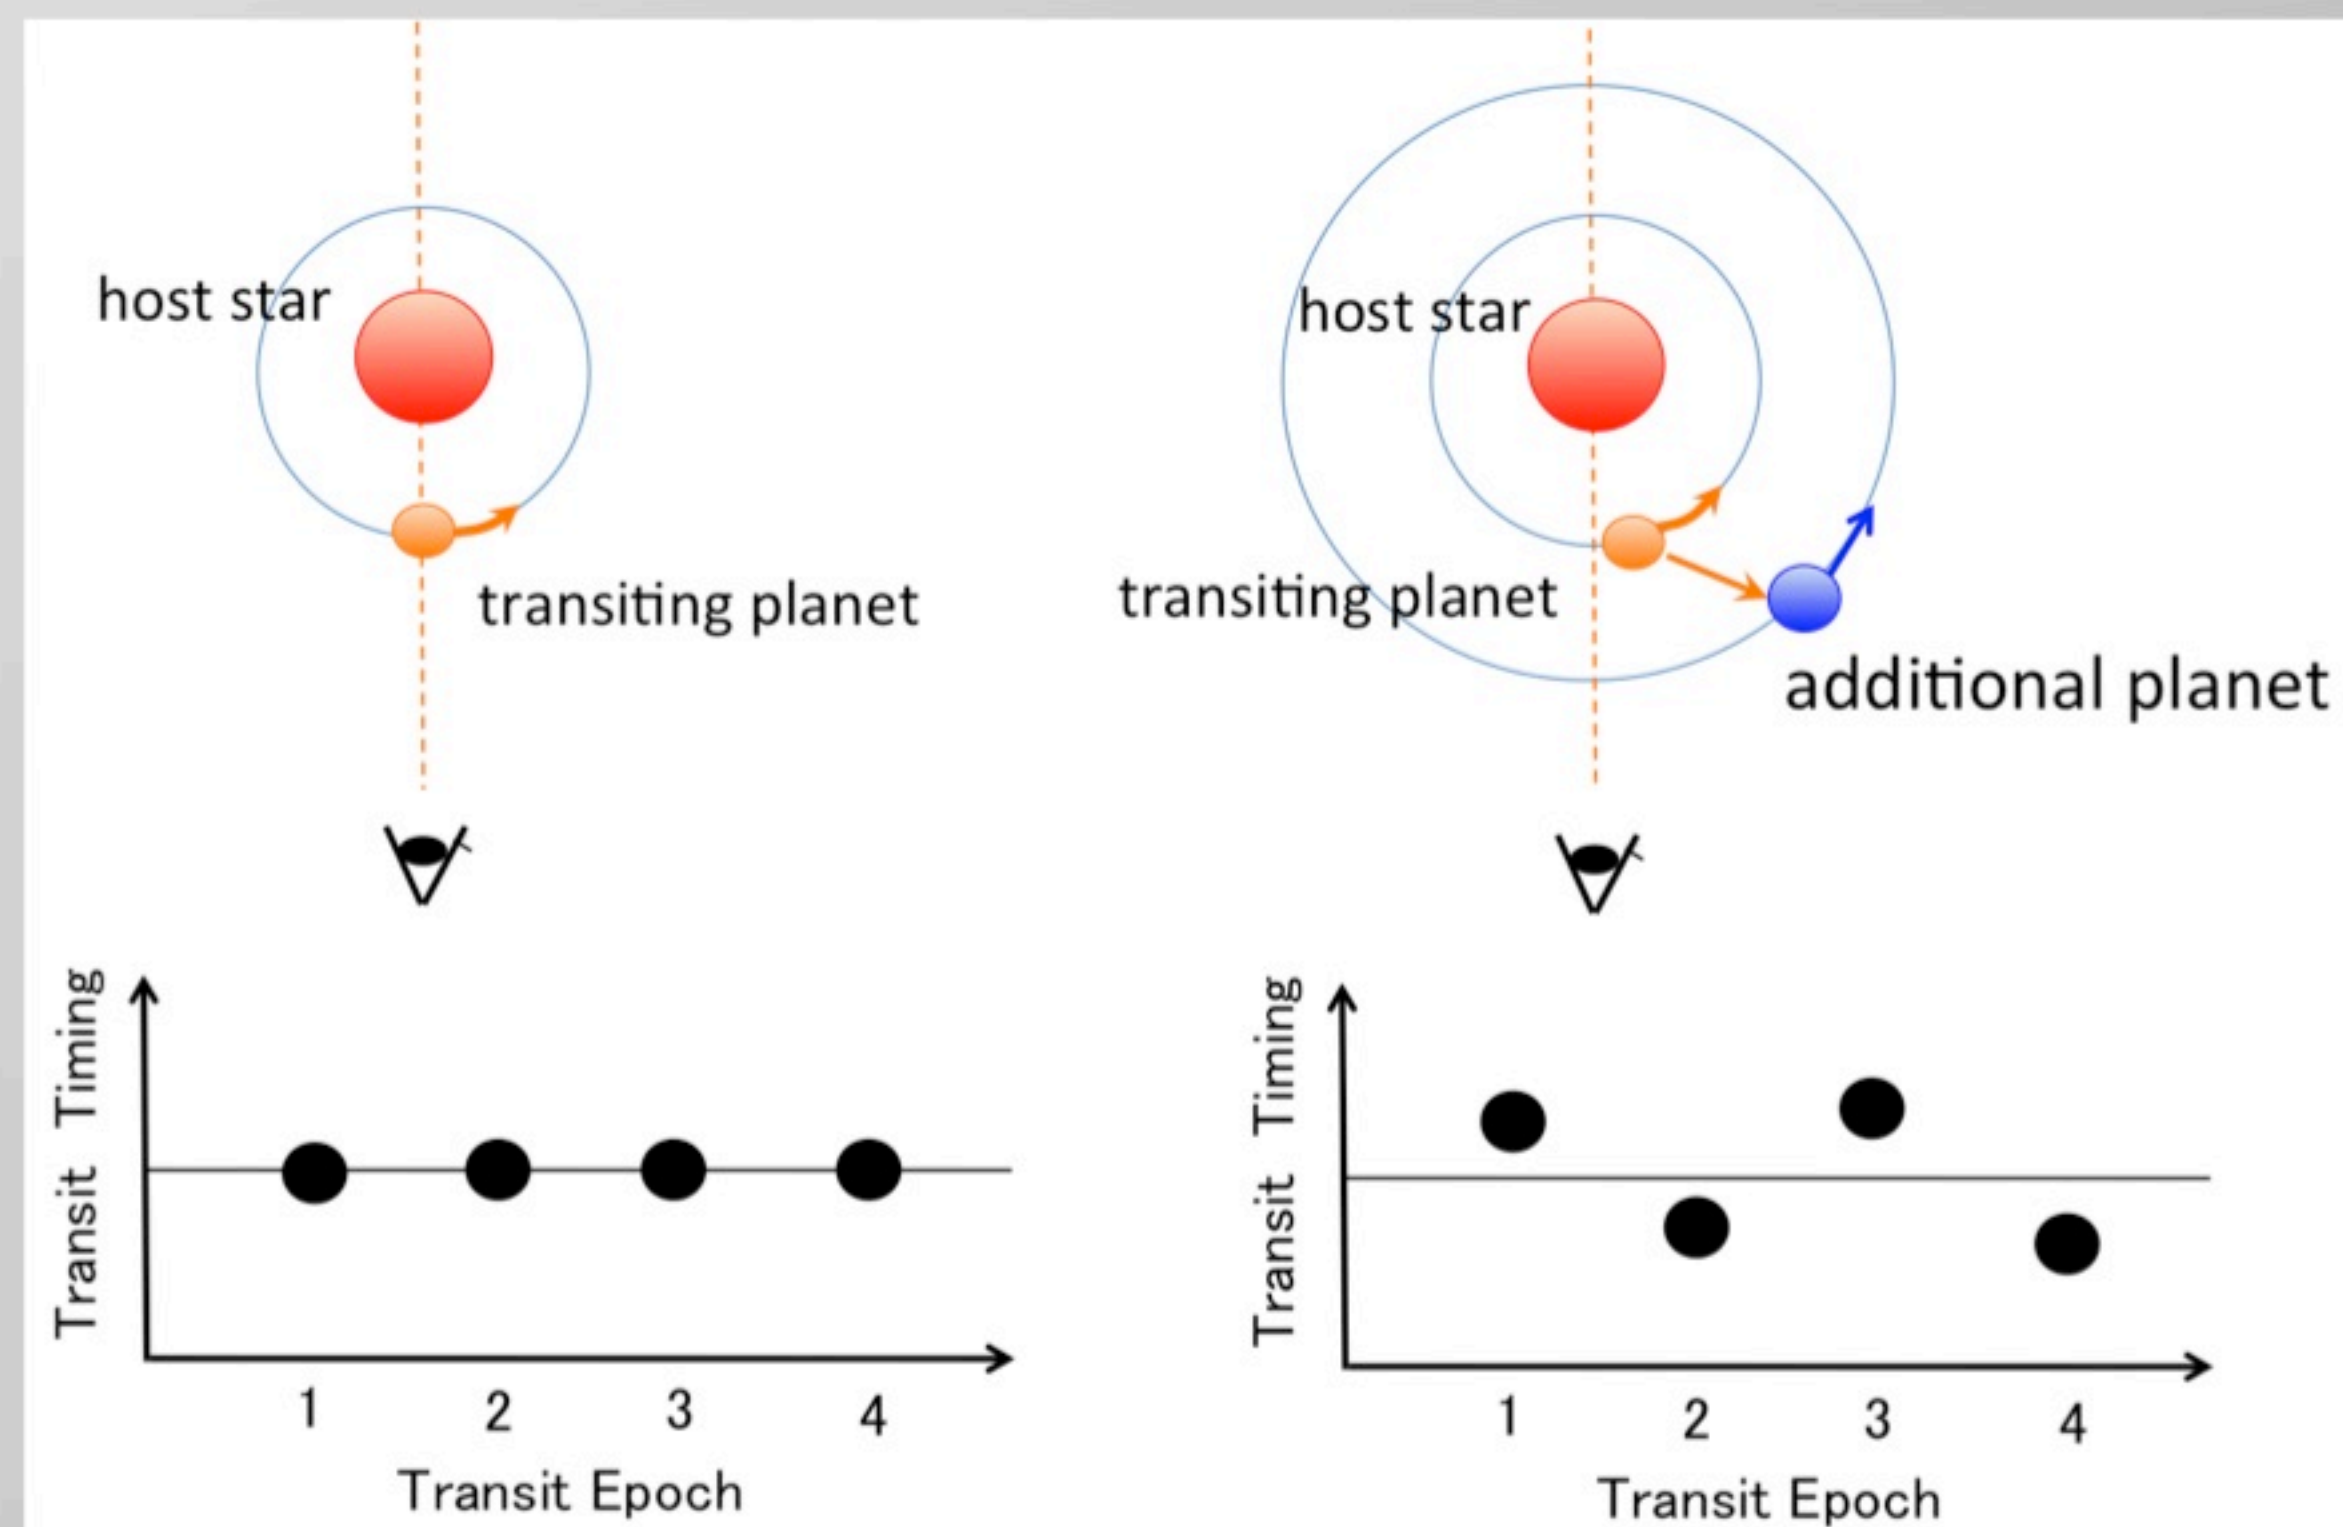 host star
transiting planet
Transit Timing
1 2 3 4
Transit Epoch
host star
transiting planet
additional planet
Transit Timing
1 2 3 4
Transit Epoch